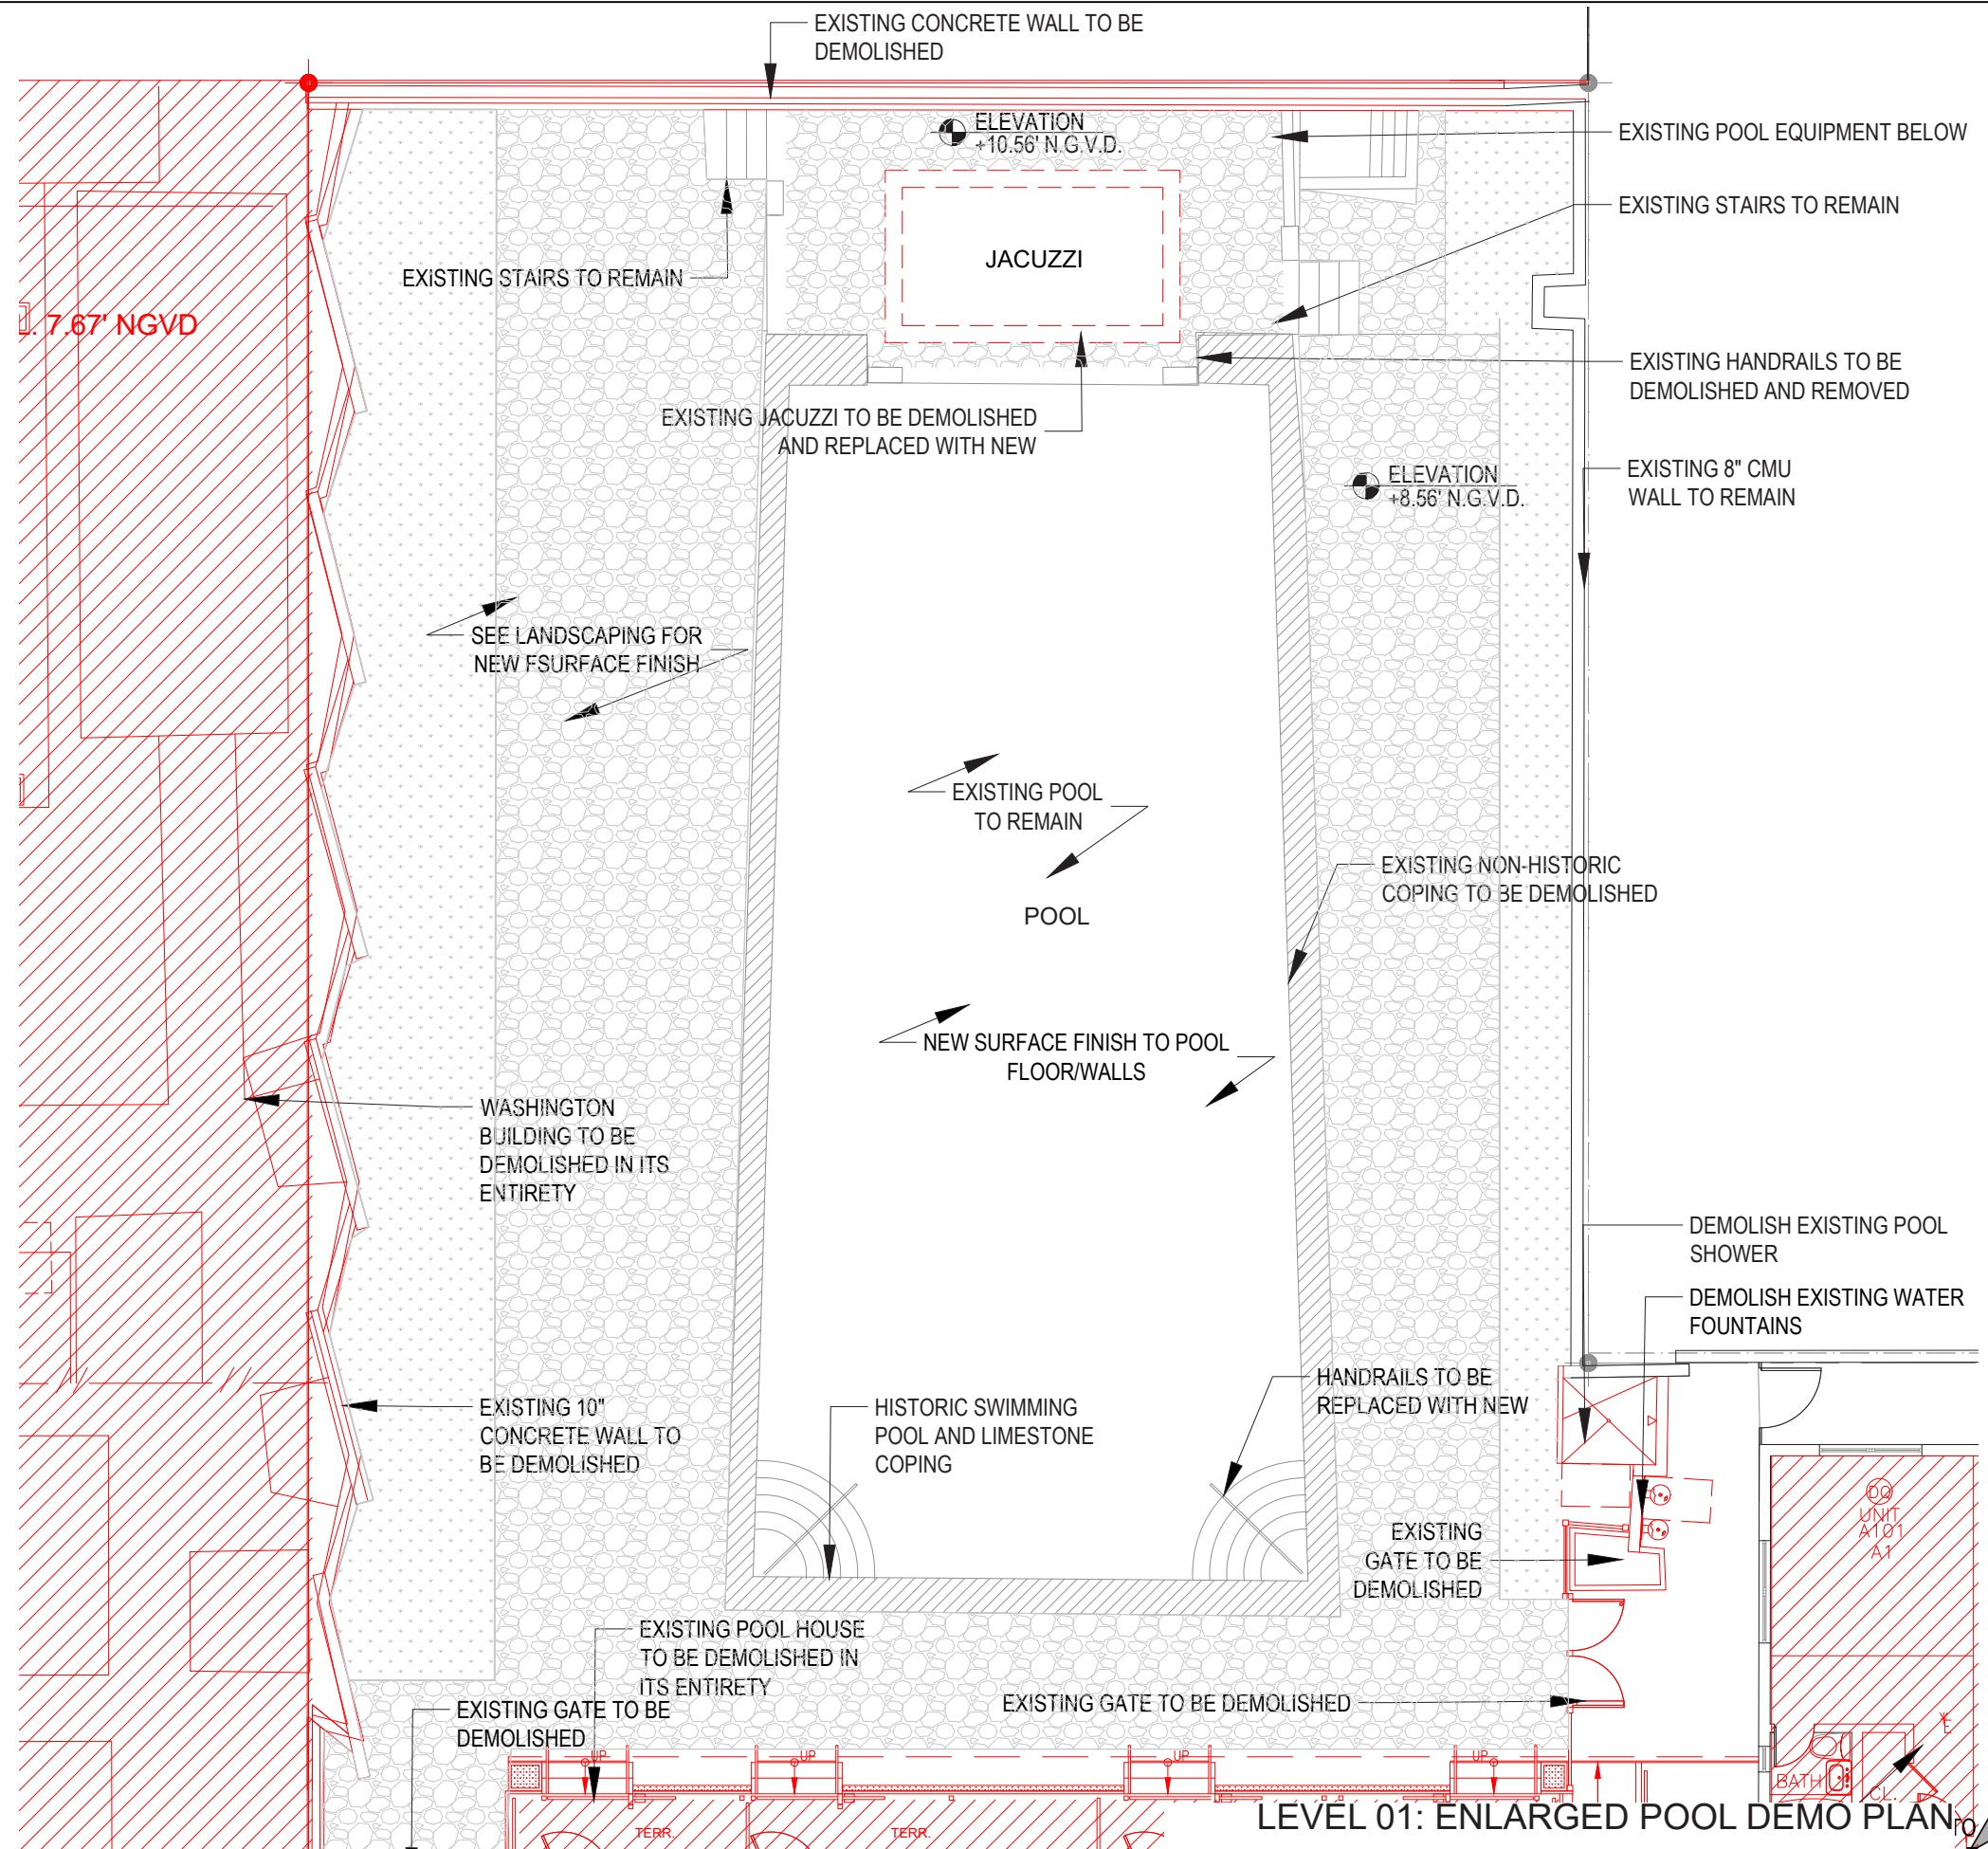 EXISTING CONCRETE WALL TO BE
DEMOLISHED
ELEVATION
+10.56' N.G.V.D.
EXISTING POOL EQUIPMENT BELOW
EXISTING STAIRS TO REMAIN
JACUZZI
EXISTING STAIRS TO REMAIN
7.67' NGVD
EXISTING HANDRAILS TO BE
DEMOLISHED AND REMOVED
EXISTING JACUZZI TO BE DEMOLISHED
AND REPLACED WITH NEW
ELEVATION
+8.56' N.G.V.D.
EXISTING 8" CMU
WALL TO REMAIN
SEE LANDSCAPING FOR
NEW FSURFACE FINISH
EXISTING POOL
TO REMAIN
EXISTING NON-HISTORIC
COPING TO BE DEMOLISHED
POOL
NEW SURFACE FINISH TO POOL
FLOOR/WALLS
WASHINGTON
BUILDING TO BE
DEMOLISHED IN ITS
ENTIRETY
DEMOLISH EXISTING POOL
SHOWER
DEMOLISH EXISTING WATER
FOUNTAINS
HANDRAILS TO BE
REPLACED WITH NEW
EXISTING 10"
CONCRETE WALL TO
BE DEMOLISHED
HISTORIC SWIMMING
POOL AND LIMESTONE
COPING
DQ
UNIT
A101
A1
EXISTING
GATE TO BE
DEMOLISHED
EXISTING POOL HOUSE
TO BE DEMOLISHED IN
ITS ENTIRETY
EXISTING GATE TO BE
DEMOLISHED
EXISTING GATE TO BE DEMOLISHED
UP
UP
UP
UP
BATH
CL.
TERR.
TERR.
LEVEL 01: ENLARGED POOL DEMO PLAN